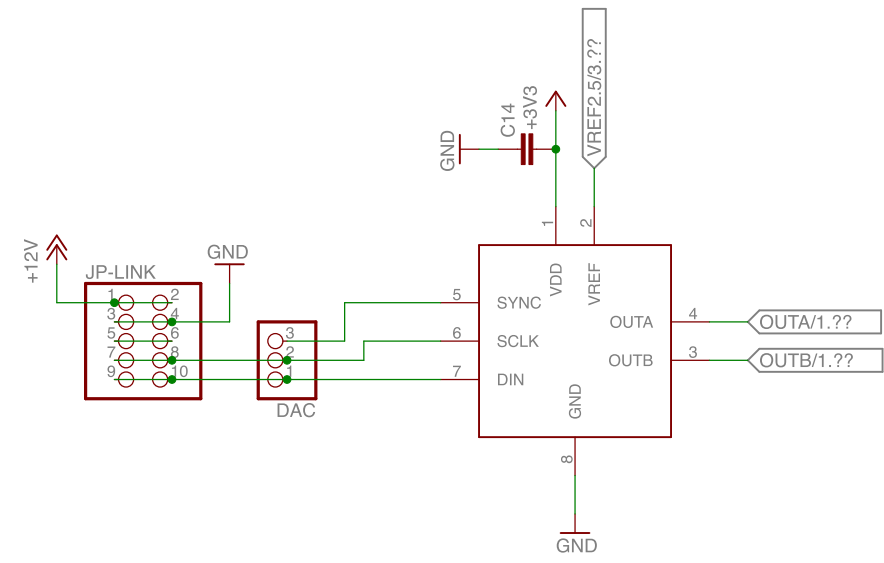 VREF2.5/3.??
C14
+3V3
GND
1
2
+12V
GND
JP-LINK
1
2
3
4
5
6
7
8
9
10
3
2
1
DAC
5
6
7
SYNC
SCLK
DIN
VDD
VREF
OUTA
OUTB
GND
4
3
OUTA/1.??
OUTB/1.??
8
GND